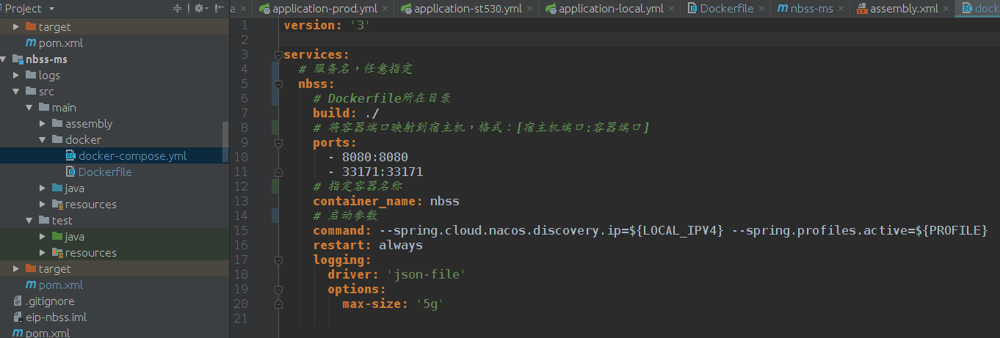 Project
a
application-prod.yml
application-st530.yml
application-local.yml
Dockerfile
nbss-ms
assembly.xml
dock
target
pom.xml
nbss-ms
logs
src
main
assembly
docker
docker-compose.yml
Dockerfile
java
resources
test
java
resources
target
pom.xml
.gitignore
eip-nbss.iml
pom.xml
1 version: '3'
2
3 services:
4 # 服务名，任意指定
5 nbss:
6 # Dockerfile所在目录
7 build: ./
8 # 将容器端口映射到宿主机，格式：[宿主机端口:容器端口]
9 ports:
10 - 8080:8080
11 - 33171:33171
12 # 指定容器名称
13 container_name: nbss
14 # 启动参数
15 command: --spring.cloud.nacos.discovery.ip=${LOCAL_IPV4} --spring.profiles.active=${PROFILE}
16 restart: always
17 logging:
18 driver: 'json-file'
19 options:
20 max-size: '5g'
21